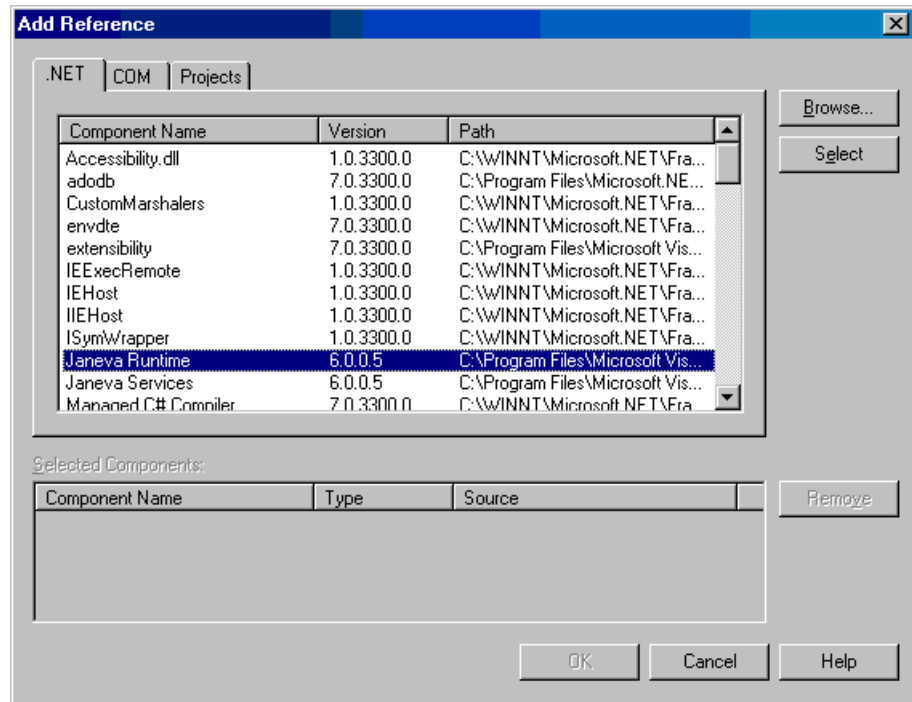 Add Reference
.NET COM Projects
Browse...
Select
Component Name Version Path
Accessibility.dll 1.0.3300.0 C:\WINNT\Microsoft.NET\Fra...
adodb 7.0.3300.0 C:\Program Files\Microsoft.NE...
CustomMarshalers 1.0.3300.0 C:\WINNT\Microsoft.NET\Fra...
envdte 7.0.3300.0 C:\WINNT\Microsoft.NET\Fra...
extensibility 7.0.3300.0 C:\Program Files\Microsoft Vis...
IEExecRemote 1.0.3300.0 C:\WINNT\Microsoft.NET\Fra...
IEHost 1.0.3300.0 C:\WINNT\Microsoft.NET\Fra...
IIEHost 1.0.3300.0 C:\WINNT\Microsoft.NET\Fra...
ISymWrapper 1.0.3300.0 C:\WINNT\Microsoft.NET\Fra...
Janeva Runtime 6.0.0.5 C:\Program Files\Microsoft Vis...
Janeva Services 6.0.0.5 C:\Program Files\Microsoft Vis...
Managed C# Compiler 7.0.3300.0 C:\WINNT\Microsoft.NET\Fra...
Selected Components:
Component Name Type Source
Remove
OK Cancel Help